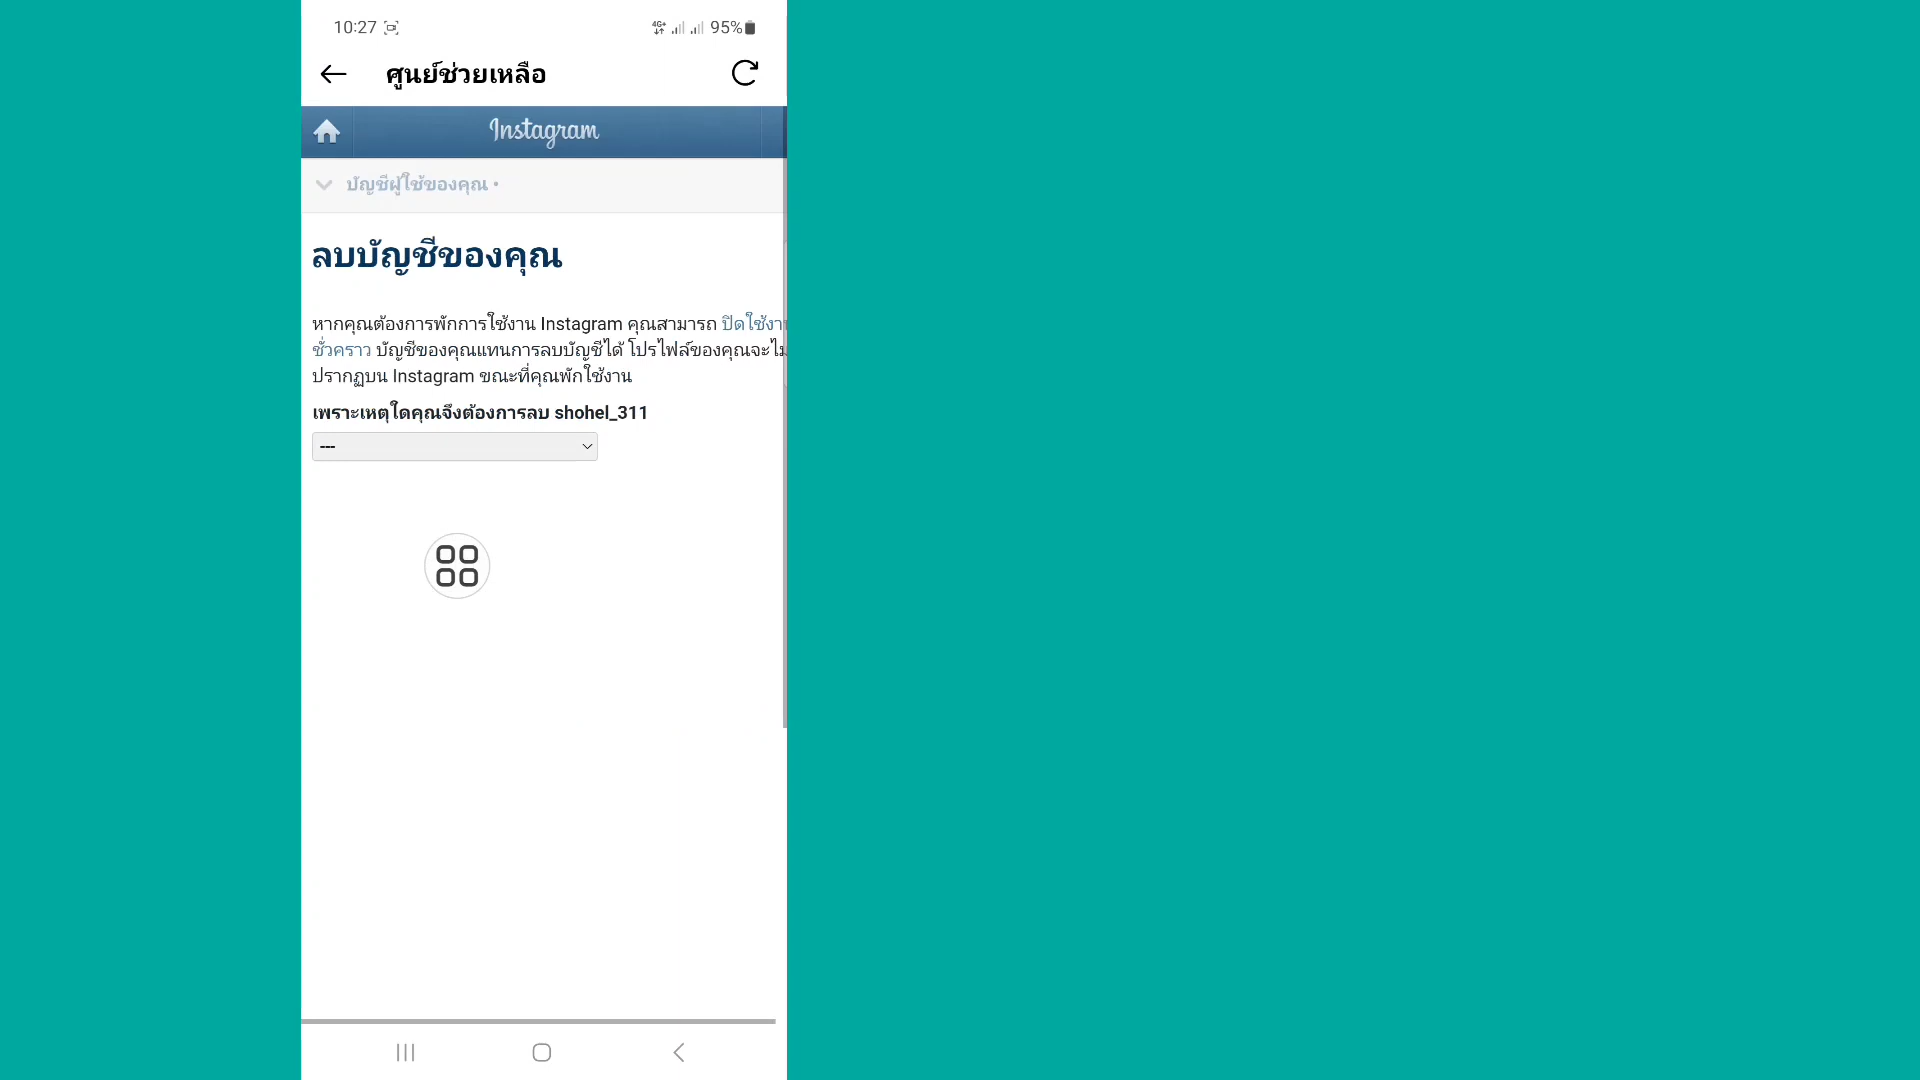 10:27
4G+ 95%
ศูนย์ช่วยเหลือ
Instagram
บัญชีผู้ใช้ของคุณ •
ลบบัญชีของคุณ
หากคุณต้องการพักการใช้งาน Instagram คุณสามารถ ปิดใช้งาน
ชั่วคราว บัญชีของคุณแทนการลบบัญชีได้ โปรไฟล์ของคุณจะไม่
ปรากฏบน Instagram ขณะที่คุณพักใช้งาน
เพราะเหตุใดคุณจึงต้องการลบ shohel_311
---